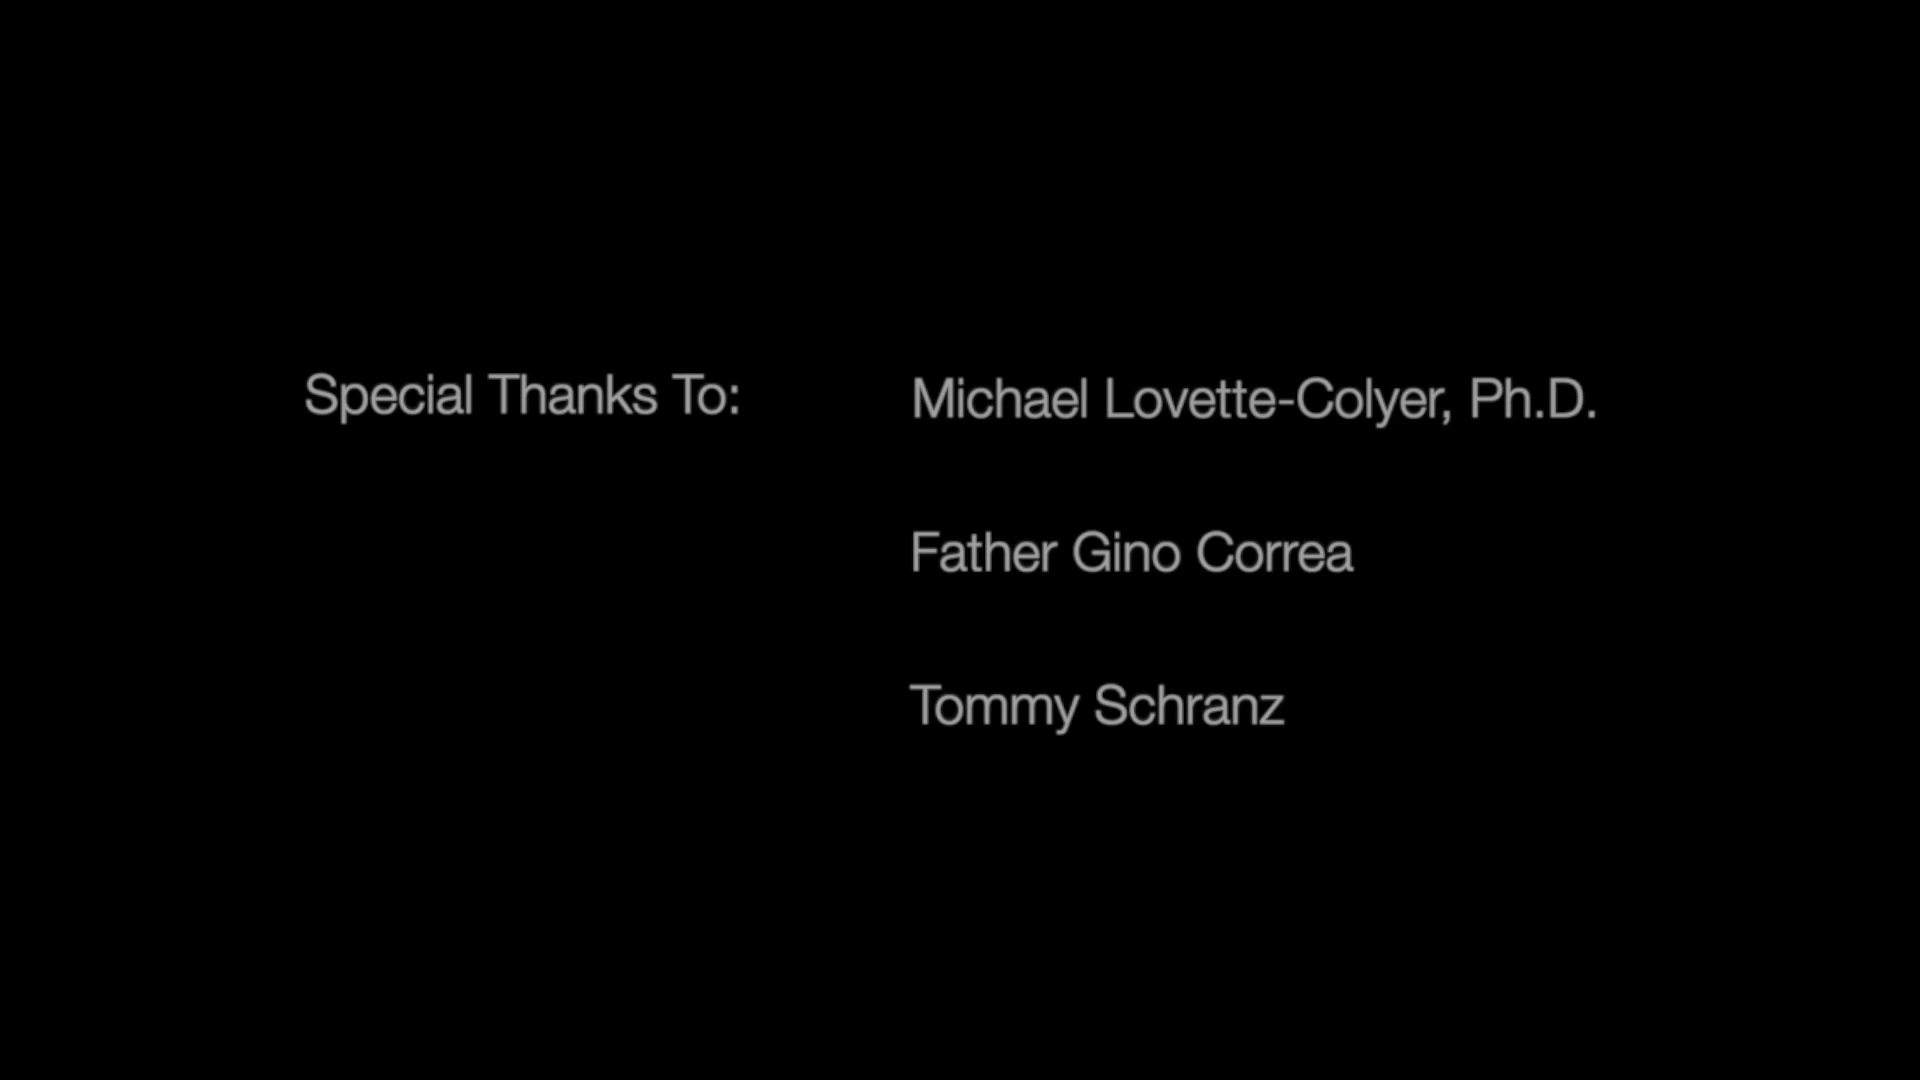 Special Thanks To:
Michael Lovette-Colyer, Ph.D.
Father Gino Correa
Tommy Schranz